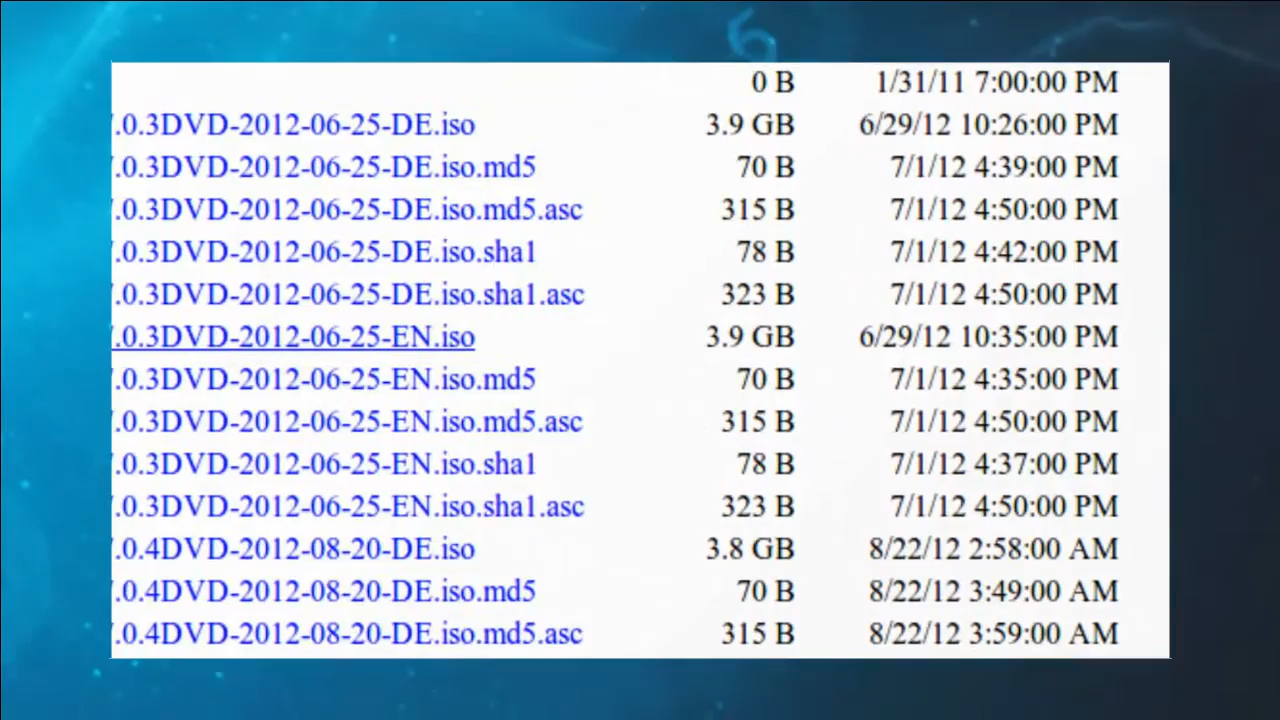 0 B 1/31/11 7:00:00 PM
.0.3DVD-2012-06-25-DE.iso 3.9 GB 6/29/12 10:26:00 PM
.0.3DVD-2012-06-25-DE.iso.md5 70 B 7/1/12 4:39:00 PM
.0.3DVD-2012-06-25-DE.iso.md5.asc 315 B 7/1/12 4:50:00 PM
.0.3DVD-2012-06-25-DE.iso.sha1 78 B 7/1/12 4:42:00 PM
.0.3DVD-2012-06-25-DE.iso.sha1.asc 323 B 7/1/12 4:50:00 PM
.0.3DVD-2012-06-25-EN.iso 3.9 GB 6/29/12 10:35:00 PM
.0.3DVD-2012-06-25-EN.iso.md5 70 B 7/1/12 4:35:00 PM
.0.3DVD-2012-06-25-EN.iso.md5.asc 315 B 7/1/12 4:50:00 PM
.0.3DVD-2012-06-25-EN.iso.sha1 78 B 7/1/12 4:37:00 PM
.0.3DVD-2012-06-25-EN.iso.sha1.asc 323 B 7/1/12 4:50:00 PM
.0.4DVD-2012-08-20-DE.iso 3.8 GB 8/22/12 2:58:00 AM
.0.4DVD-2012-08-20-DE.iso.md5 70 B 8/22/12 3:49:00 AM
.0.4DVD-2012-08-20-DE.iso.md5.asc 315 B 8/22/12 3:59:00 AM